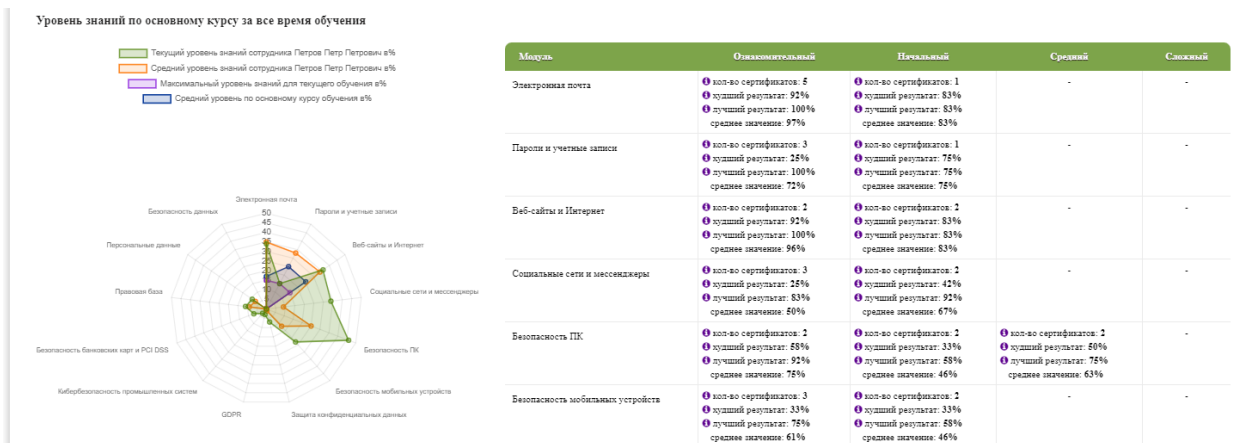 Уровень знаний по основному курсу за все время обучения
Текущий уровень знаний сотрудника Петров Петр Петрович в%
Средний уровень знаний сотрудника Петров Петр Петрович в%
Максимальный уровень знаний для текущего обучения в%
Средний уровень по основному курсу обучения в%
Электронная почта
Пароли и учетные записи
Веб-сайты и Интернет
Социальные сети и мессенджеры
Безопасность ПК
Безопасность мобильных устройств
Защита конфиденциальных данных
GDPR
Кибербезопасность промышленных систем
Безопасность банковских карт и PCI DSS
Правовая база
Персональные данные
Безопасность данных
50
45
40
Модуль Ознакомительный Начальный Средний Сложный
Электронная почта кол-во сертификатов: 5 кол-во сертификатов: 1 - -
худший результат: 92% худший результат: 83%
лучший результат: 100% лучший результат: 83%
среднее значение: 97% среднее значение: 83%
Пароли и учетные записи кол-во сертификатов: 3 кол-во сертификатов: 1 - -
худший результат: 25% худший результат: 75%
лучший результат: 100% лучший результат: 75%
среднее значение: 72% среднее значение: 75%
Веб-сайты и Интернет кол-во сертификатов: 2 кол-во сертификатов: 2 - -
худший результат: 92% худший результат: 83%
лучший результат: 100% лучший результат: 83%
среднее значение: 96% среднее значение: 83%
Социальные сети и мессенджеры кол-во сертификатов: 3 кол-во сертификатов: 2 - -
худший результат: 25% худший результат: 42%
лучший результат: 83% лучший результат: 92%
среднее значение: 50% среднее значение: 67%
Безопасность ПК кол-во сертификатов: 2 кол-во сертификатов: 2 кол-во сертификатов: 2 -
худший результат: 58% худший результат: 33% худший результат: 50%
лучший результат: 92% лучший результат: 58% лучший результат: 75%
среднее значение: 75% среднее значение: 46% среднее значение: 63%
Безопасность мобильных устройств кол-во сертификатов: 3 кол-во сертификатов: 2 - -
худший результат: 33% худший результат: 33%
лучший результат: 75% лучший результат: 58%
среднее значение: 61% среднее значение: 46%